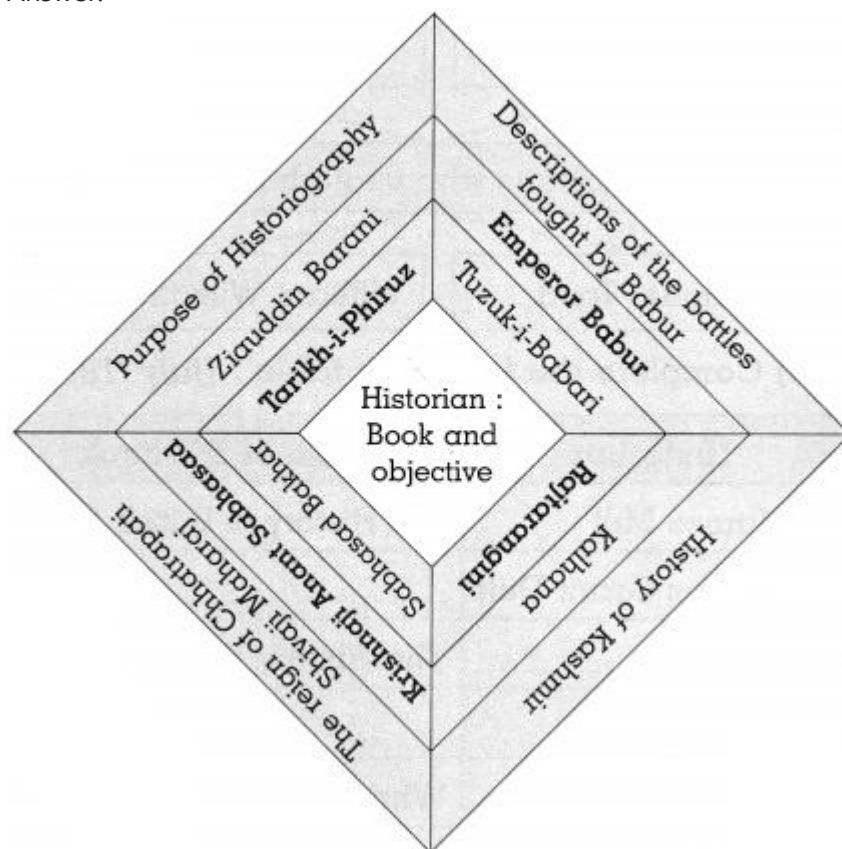 Purpose of Historiography
Ziauddin Barani
Tarikh-i-Phiruz
Descriptions of the battles
fought by Babur
Emperor Babur
Tuzuk-i-Babari
Historian :
Book and
objective
Sabhasad Bakhar
Krishnaji Anant Sabhasad
The reign of Chhatrapati
Shivaji Maharaj
Rajtarangini
Kalhana
History of Kashmir